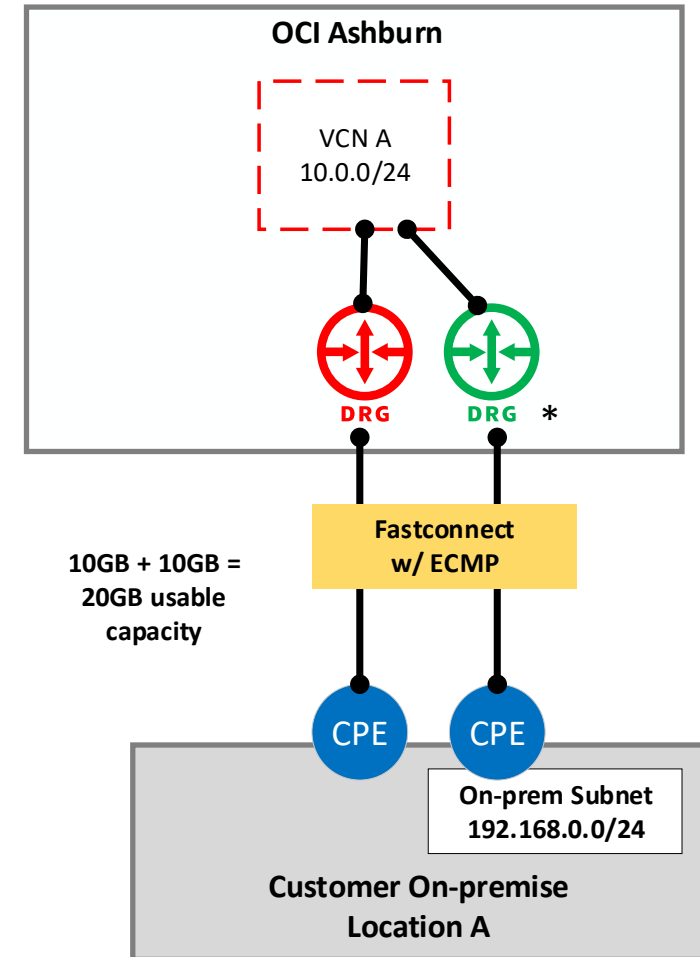 OCI Ashburn
VCN A
10.0.0/24
DRG
DRG *
Fastconnect
w/ ECMP
10GB + 10GB =
20GB usable
capacity
CPE
CPE
On-prem Subnet
192.168.0.0/24
Customer On-premise
Location A